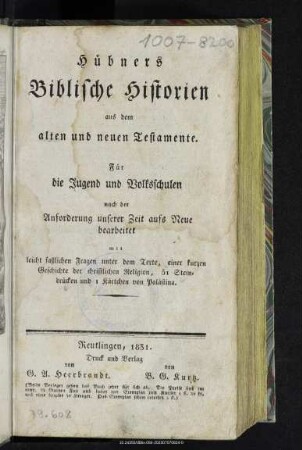 1007-8200
Hübners
Biblische Historien
aus dem
alten und neuen Testamente.
Für
die Jugend und Volksschulen
nach der
Anforderung unserer Zeit aufs Neue
bearbeitet
mit
leicht faßlichen Fragen unter dem Texte, einer kurzen
Geschichte der christlichen Religion, 51 Stein-
drücken und 1 Kärtchen von Palästina.
Reutlingen, 1831.
Druck und Verlag
von von
G. A. Heerbrandt. B. G. Kurtz.
39.608